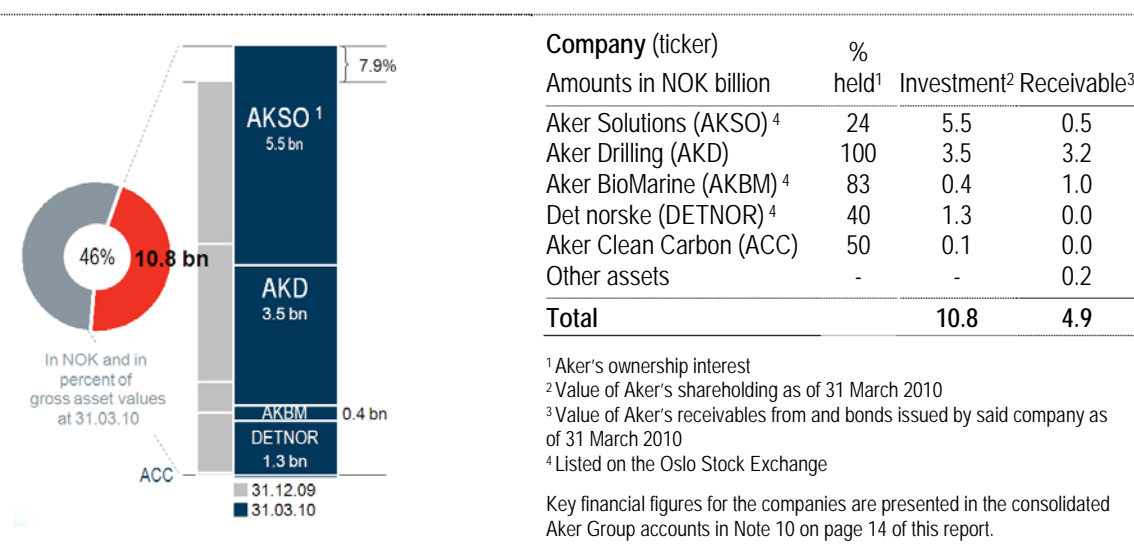 7.9%
AKSO 1
5.5 bn
46%
10.8 bn
AKD
3.5 bn
In NOK and in
percent of
gross asset values
at 31.03.10
AKBM
0.4 bn
DETNOR
1.3 bn
ACC
31.12.09
31.03.10
Company (ticker) %
Amounts in NOK billion held1 Investment2 Receivable3
Aker Solutions (AKSO) 4 24 5.5 0.5
Aker Drilling (AKD) 100 3.5 3.2
Aker BioMarine (AKBM) 4 83 0.4 1.0
Det norske (DETNOR) 4 40 1.3 0.0
Aker Clean Carbon (ACC) 50 0.1 0.0
Other assets - - 0.2
Total 10.8 4.9
1 Aker's ownership interest
2 Value of Aker's shareholding as of 31 March 2010
3 Value of Aker's receivables from and bonds issued by said company as
of 31 March 2010
4 Listed on the Oslo Stock Exchange
Key financial figures for the companies are presented in the consolidated
Aker Group accounts in Note 10 on page 14 of this report.